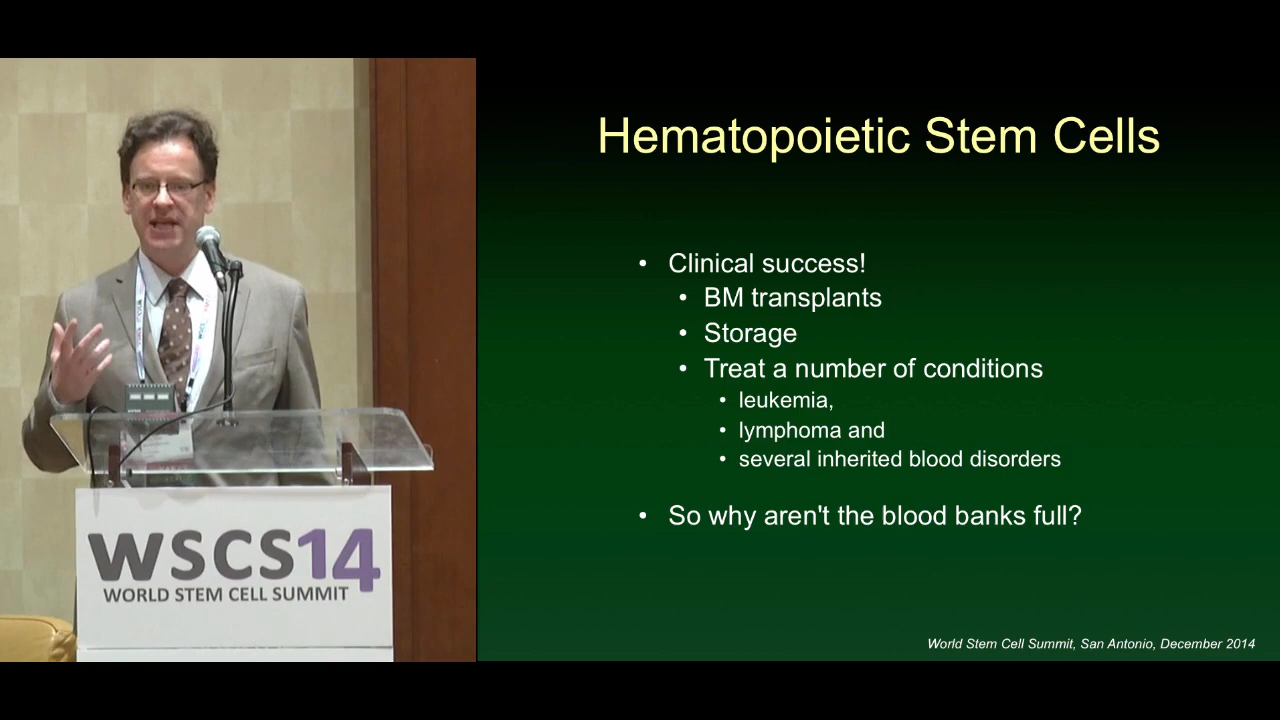 Hematopoietic Stem Cells
• Clinical success!
• BM transplants
• Storage
• Treat a number of conditions
• leukemia,
• lymphoma and
• several inherited blood disorders
• So why aren't the blood banks full?
World Stem Cell Summit, San Antonio, December 2014
WSCS14
WORLD STEM CELL SUMMIT